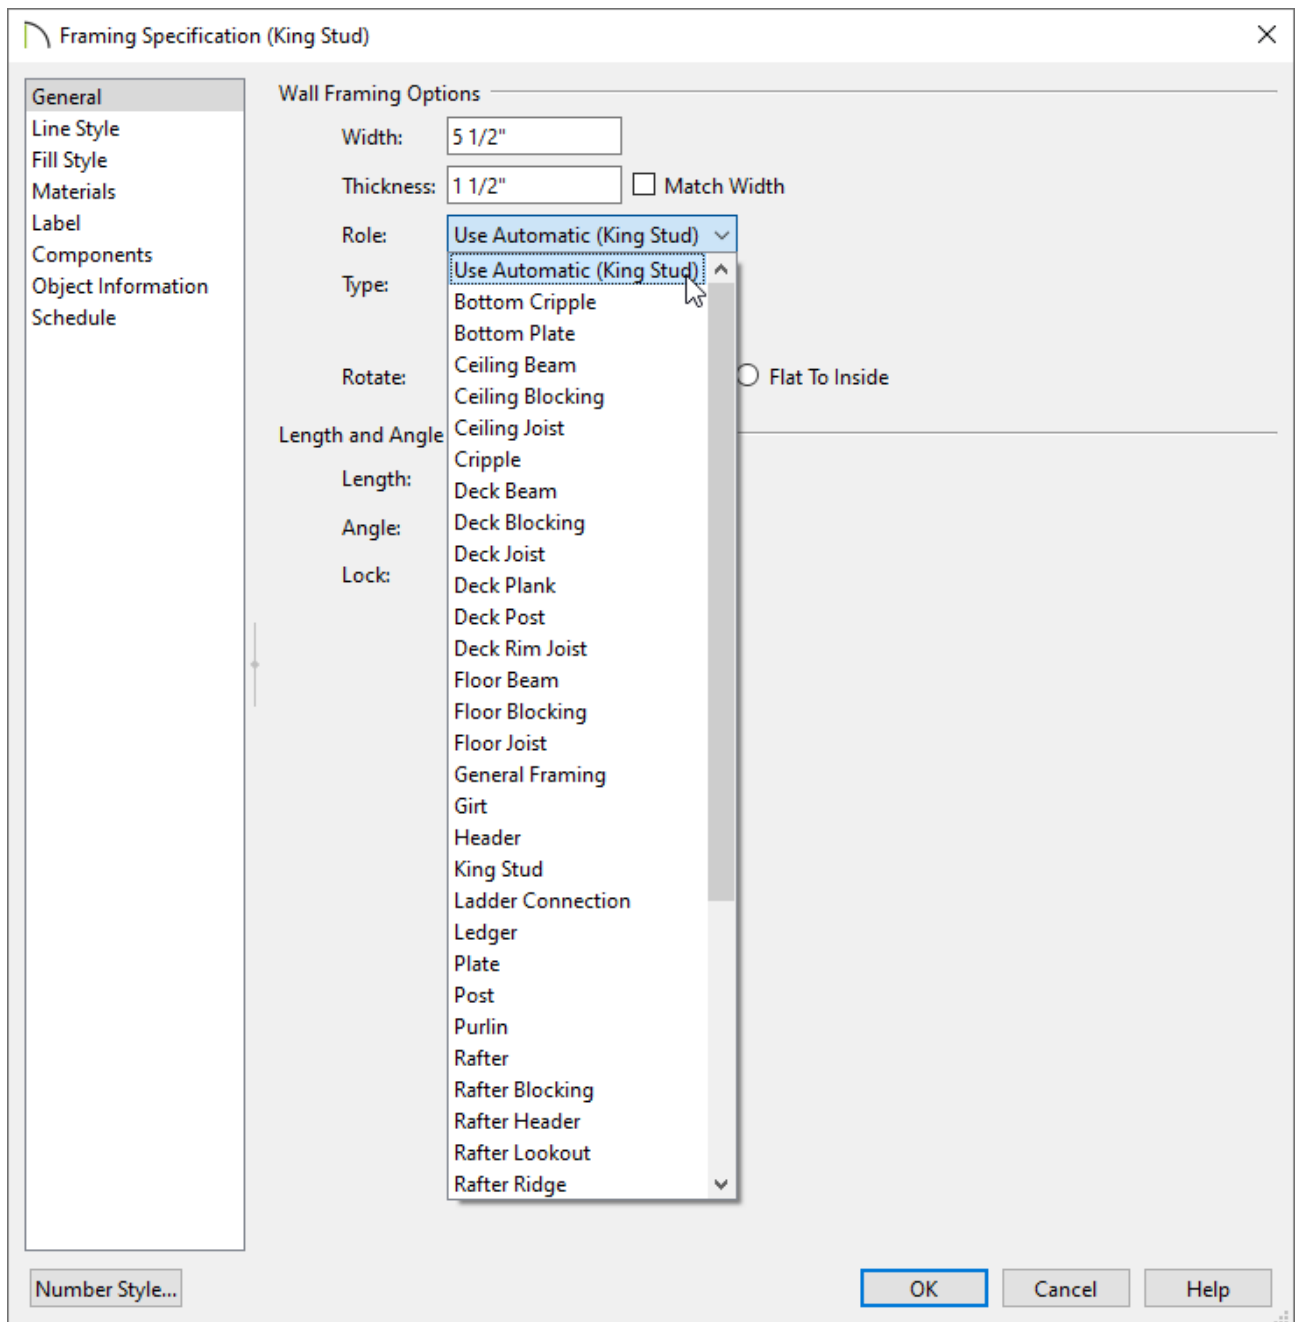 Framing Specification (King Stud)
General
Line Style
Fill Style
Materials
Label
Components
Object Information
Schedule
Wall Framing Options
Width: 5 1/2"
Thickness: 1 1/2" Match Width
Role: Use Automatic (King Stud)
Use Automatic (King Stud)
Bottom Cripple
Bottom Plate
Ceiling Beam
Ceiling Blocking
Ceiling Joist
Cripple
Deck Beam
Deck Blocking
Deck Joist
Deck Plank
Deck Post
Deck Rim Joist
Floor Beam
Floor Blocking
Floor Joist
General Framing
Girt
Header
King Stud
Ladder Connection
Ledger
Plate
Post
Purlin
Rafter
Rafter Blocking
Rafter Header
Rafter Lookout
Rafter Ridge
Type:
Rotate: Flat To Inside
Length and Angle
Length:
Angle:
Lock:
Number Style... OK Cancel Help